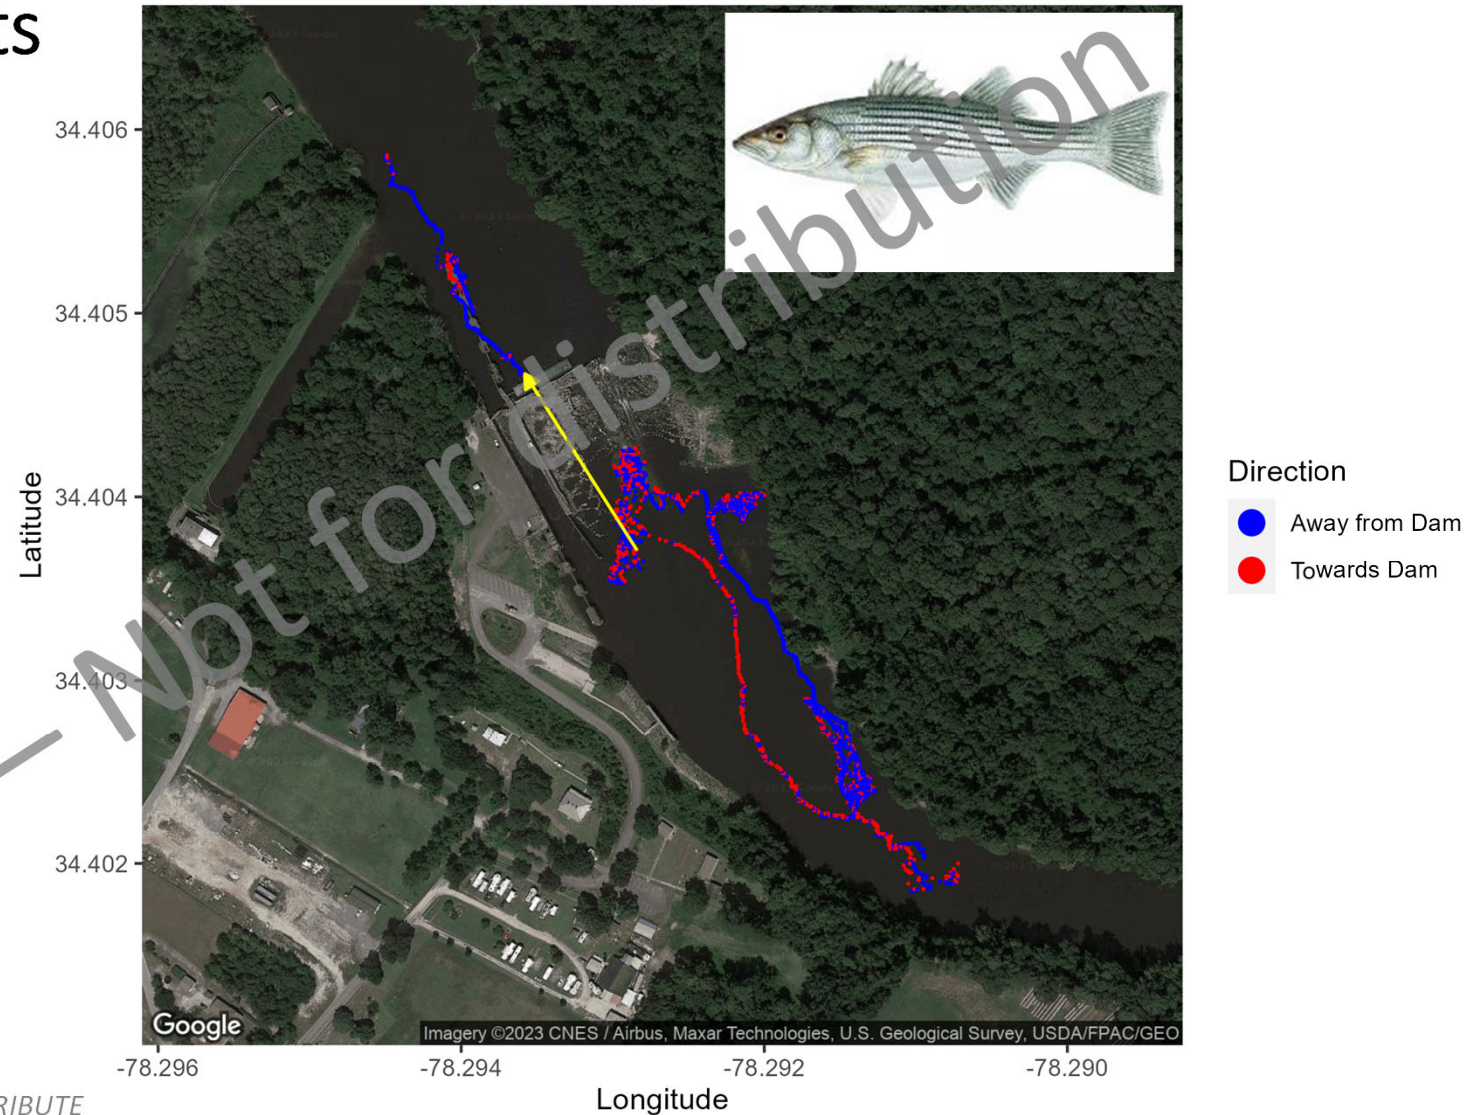 ts
34.406
34.405
34.404
34.403
34.402
Latitude
-78.296
-78.294
-78.292
-78.290
Longitude
Direction
Away from Dam
Towards Dam
— Not for distribution
Google
Imagery ©2023 CNES / Airbus, Maxar Technologies, U.S. Geological Survey, USDA/FPAC/GEO
RIBUTE